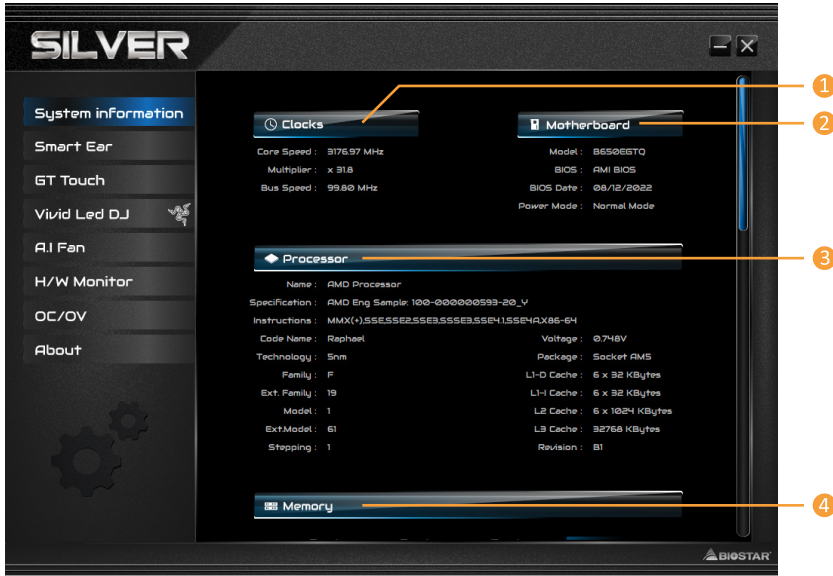 SILVER
System information
Smart Ear
GT Touch
Vivid Led DJ
A.I Fan
H/W Monitor
OC/OV
About
1
Clocks
Core Speed : 3176.97 MHz
Multiplier : x 31.8
Bus Speed : 99.80 MHz
2
Motherboard
Model : B650EGTQ
BIOS : AMI BIOS
BIOS Date : 08/12/2022
Power Mode : Normal Mode
3
Processor
Name : AMD Processor
Specification : AMD Eng Sample: 100-000000593-20_Y
Instructions : MMX(+),SSE,SSE2,SSE3,SSSE3,SSE4.1,SSE4A,X86-64
Code Name : Raphael
Technology : 5nm
Family : F
Ext. Family : 19
Model : 1
Ext.Model : 61
Stepping : 1
Voltage : 0.748V
Package : Socket AM5
L1-D Cache : 6 x 32 KBytes
L1-I Cache : 6 x 32 KBytes
L2 Cache : 6 x 1024 KBytes
L3 Cache : 32768 KBytes
Revision : B1
4
Memory
BIOSTAR